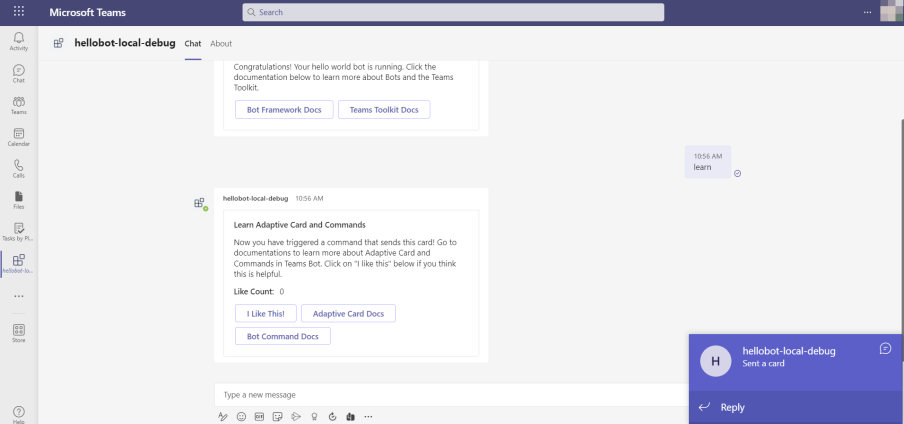 Microsoft Teams
Search
...
Activity
Chat
Teams
Calendar
Calls
Files
Tasks by Pl...
hellobot-lo...
...
Store
Help
hellobot-local-debug Chat About
Congratulations! Your hello world bot is running. Click the
documentation below to learn more about Bots and the Teams
Toolkit.
Bot Framework Docs Teams Toolkit Docs
10:56 AM
learn
hellobot-local-debug 10:56 AM
Learn Adaptive Card and Commands
Now you have triggered a command that sends this card! Go to
documentations to learn more about Adaptive Card and
Commands in Teams Bot. Click on "I like this" below if you think
this is helpful.
Like Count: 0
I Like This! Adaptive Card Docs
Bot Command Docs
Type a new message
GIF
...
H
hellobot-local-debug
Sent a card
Reply